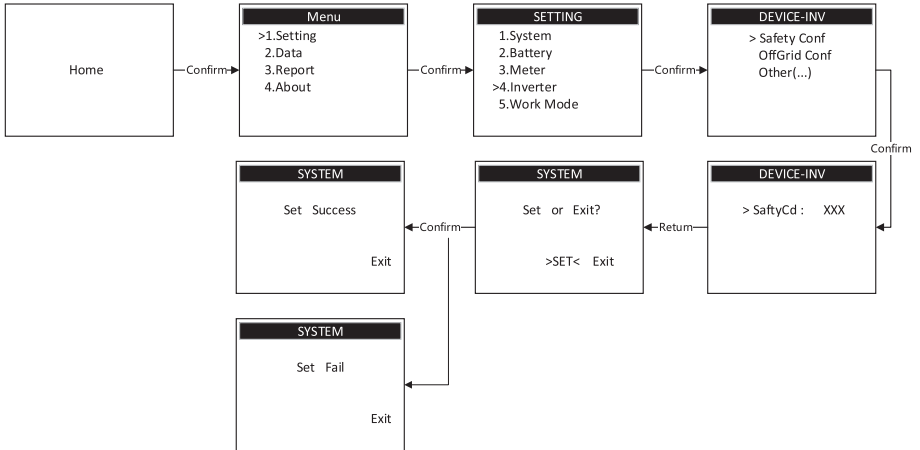 Home
Confirm
Menu
>1.Setting
2.Data
3.Report
4.About
Confirm
SETTING
1.System
2.Battery
3.Meter
>4.Inverter
5.Work Mode
Confirm
DEVICE-INV
> Safety Conf
OffGrid Conf
Other(...)
Confirm
DEVICE-INV
> SaftyCd : XXX
Return
SYSTEM
Set or Exit?
>SET< Exit
Confirm
SYSTEM
Set Success
Exit
SYSTEM
Set Fail
Exit